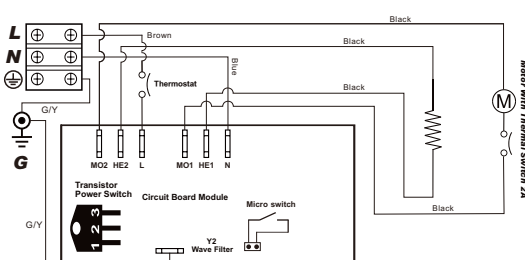 Black
L
Brown
Black
N
Blue
Thermostat
Black
M
Motor with Thermal Switch 2A
G/Y
G
MO2 HE2 L MO1 HE1 N
Transistor
Power Switch
Circuit Board Module
Micro switch
Black
G/Y
1 2 3
Y2
Wave Filter